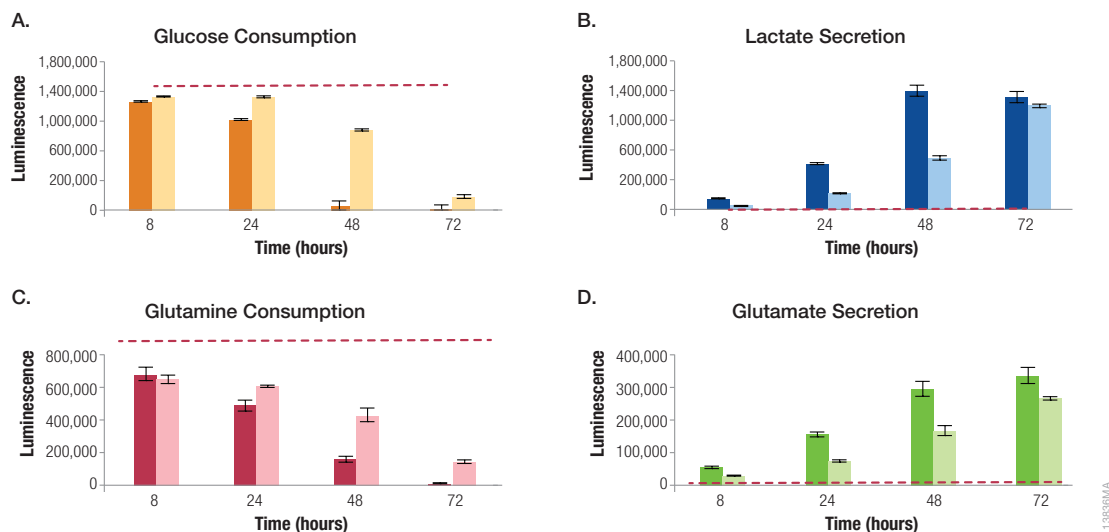 A.
Glucose Consumption
Luminescence
1,800,000
1,400,000
1,000,000
600,000
200,000
0
8 24 48 72
Time (hours)
B.
Lactate Secretion
Luminescence
1,800,000
1,400,000
1,000,000
600,000
200,000
0
8 24 48 72
Time (hours)
C.
Glutamine Consumption
Luminescence
800,000
600,000
400,000
200,000
0
8 24 48 72
Time (hours)
D.
Glutamate Secretion
Luminescence
400,000
300,000
200,000
100,000
0
8 24 48 72
Time (hours)
13836MA